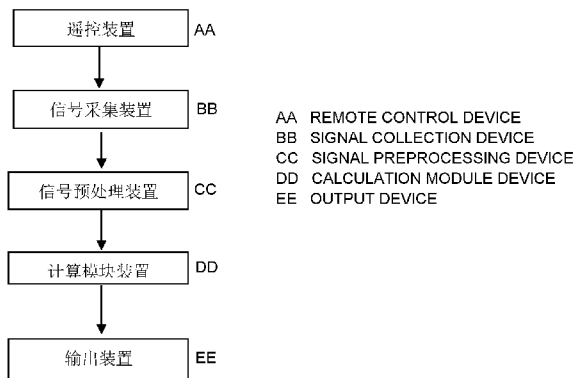 遥控装置 AA
信号采集装置 BB
信号预处理装置 CC
计算模块装置 DD
输出装置 EE
AA REMOTE CONTROL DEVICE
BB SIGNAL COLLECTION DEVICE
CC SIGNAL PREPROCESSING DEVICE
DD CALCULATION MODULE DEVICE
EE OUTPUT DEVICE